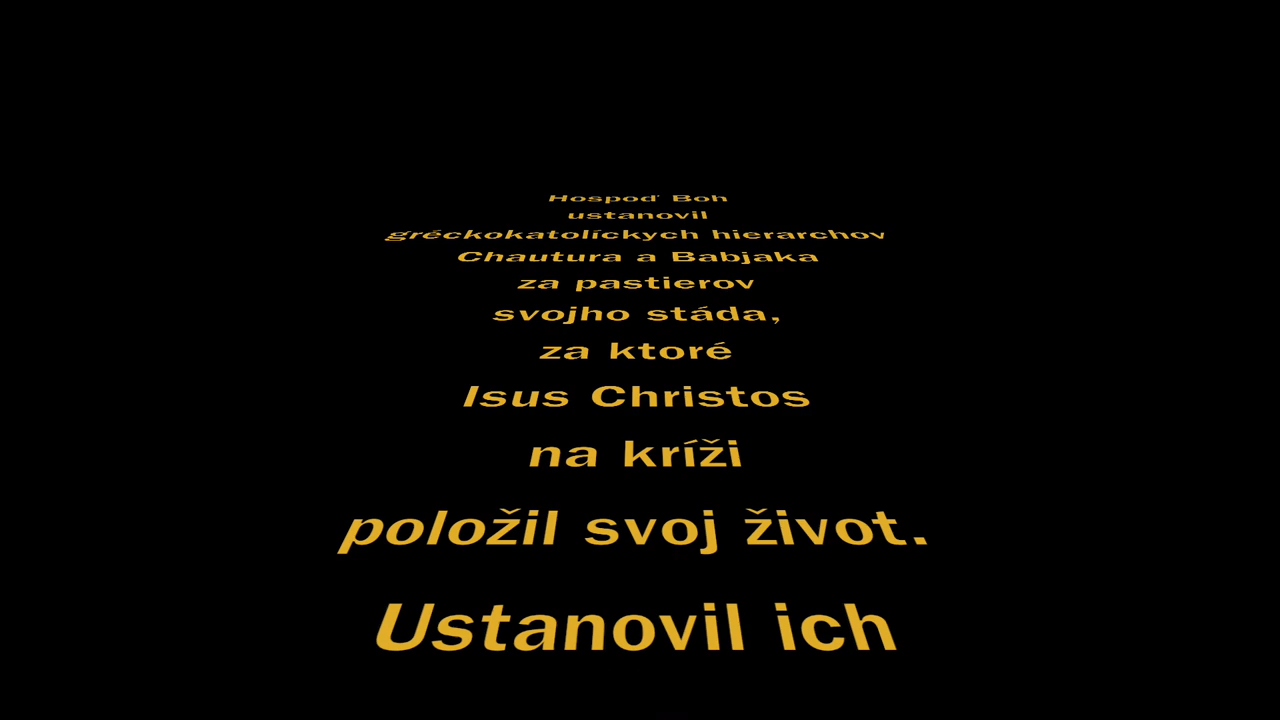 Hospoď Boh
ustanovil
gréckokatolíckych hierarchov
Chautura a Babjaka
za pastierov
svojho stáda,
za ktoré
Isus Christos
na kríži
položil svoj život.
Ustanovil ich